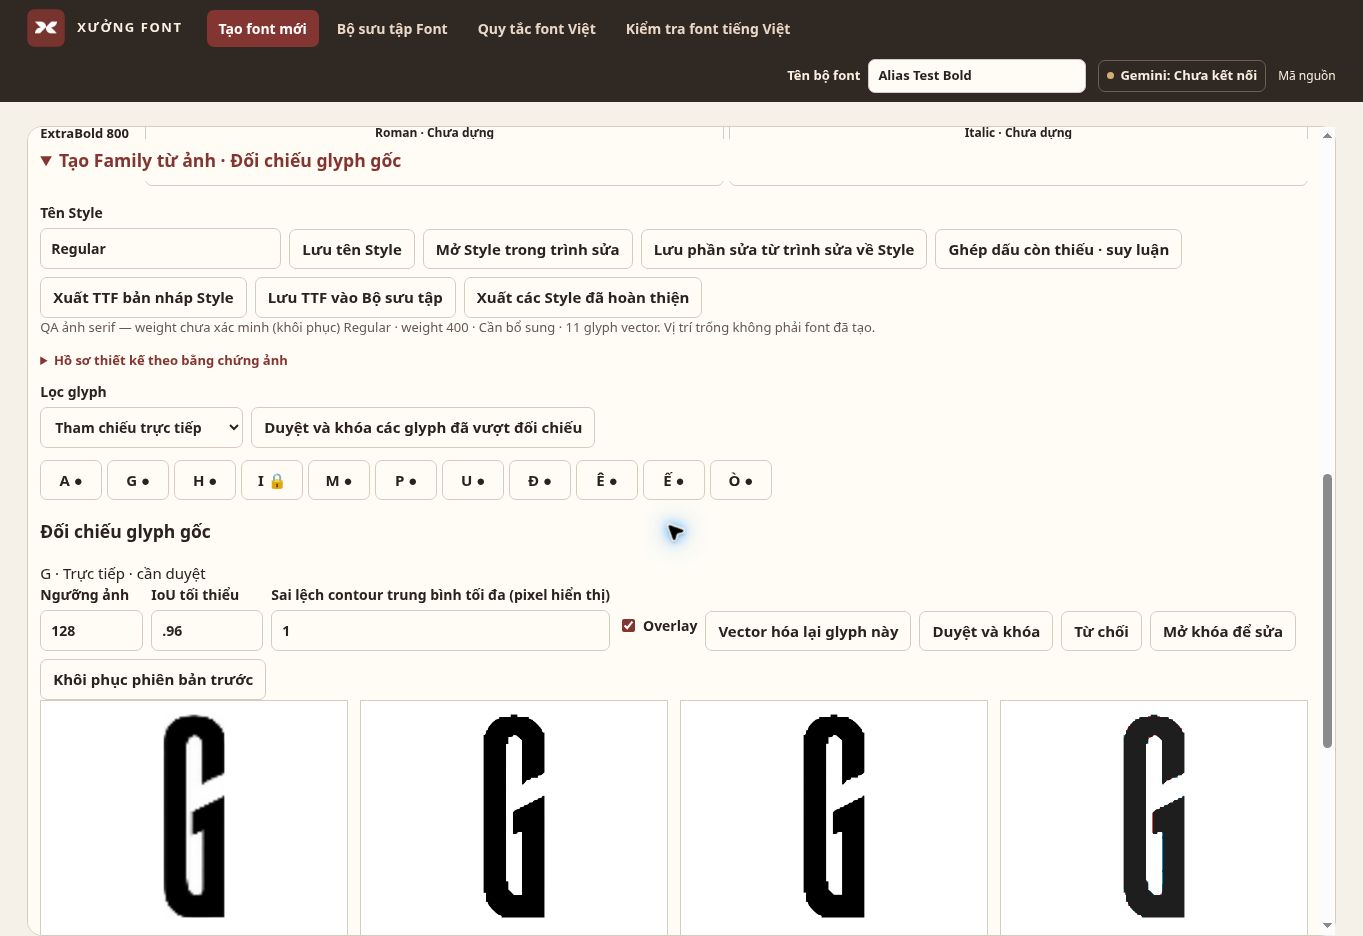 XƯỞNG FONT
Tạo font mới
Bộ sưu tập Font
Quy tắc font Việt
Kiểm tra font tiếng Việt
Tên bộ font
Alias Test Bold
Gemini: Chưa kết nối
Mã nguồn
ExtraBold 800
Roman · Chưa dựng
Italic · Chưa dựng
▼ Tạo Family từ ảnh · Đối chiếu glyph gốc
Tên Style
Regular
Lưu tên Style
Mở Style trong trình sửa
Lưu phần sửa từ trình sửa về Style
Ghép dấu còn thiếu · suy luận
Xuất TTF bản nháp Style
Lưu TTF vào Bộ sưu tập
Xuất các Style đã hoàn thiện
QA ảnh serif — weight chưa xác minh (khôi phục) Regular · weight 400 · Cần bổ sung · 11 glyph vector. Vị trí trống không phải font đã tạo.
▶ Hồ sơ thiết kế theo bằng chứng ảnh
Lọc glyph
Tham chiếu trực tiếp
Duyệt và khóa các glyph đã vượt đối chiếu
A ●
G ●
H ●
I 🔒
M ●
P ●
U ●
Đ ●
Ê ●
Ế ●
Ò ●
Đối chiếu glyph gốc
G · Trực tiếp · cần duyệt
Ngưỡng ảnh
IoU tối thiểu
Sai lệch contour trung bình tối đa (pixel hiển thị)
128
.96
1
Overlay
Vector hóa lại glyph này
Duyệt và khóa
Từ chối
Mở khóa để sửa
Khôi phục phiên bản trước
G
G
G
G